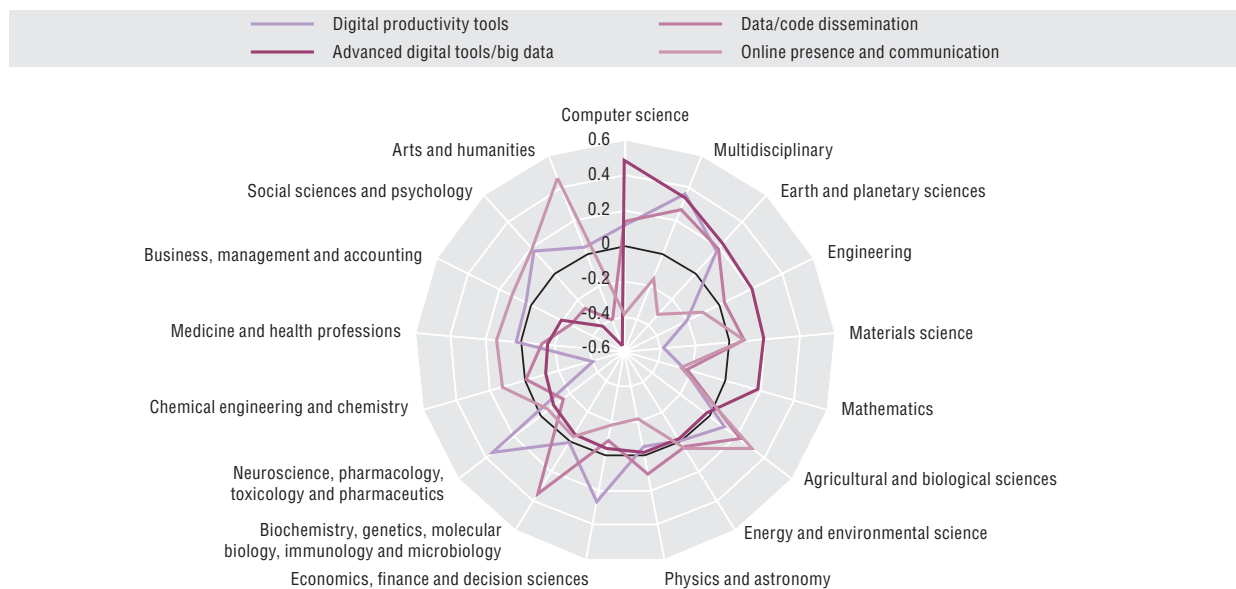 Digital productivity tools
Data/code dissemination
Advanced digital tools/big data
Online presence and communication
Computer science
0.6
Arts and humanities
Multidisciplinary
0.4
Social sciences and psychology
Earth and planetary sciences
0.2
Business, management and accounting
0
Engineering
-0.2
Medicine and health professions
-0.4
Materials science
-0.6
Chemical engineering and chemistry
Mathematics
Neuroscience, pharmacology,
toxicology and pharmaceutics
Agricultural and biological sciences
Biochemistry, genetics, molecular
biology, immunology and microbiology
Energy and environmental science
Economics, finance and decision sciences
Physics and astronomy